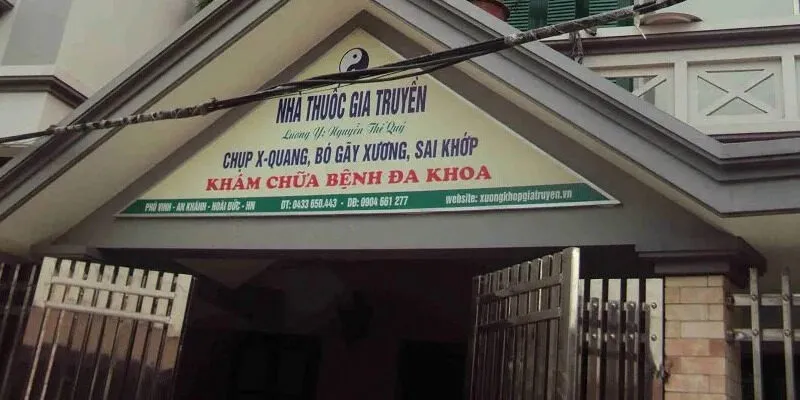 NHÀ THUỐC GIA TRUYỀN
Lương Y: Nguyễn Thế Quý
CHỤP X-QUANG, BÓ GÃY XƯƠNG, SAI KHỚP
KHÁM CHỮA BỆNH ĐA KHOA
PHÚ VINH - AN KHÁNH - HOÀI ĐỨC - HN ĐT: 0433 650.443 - DĐ: 0904 561 277 website: xuongkhopgiatruyen.vn